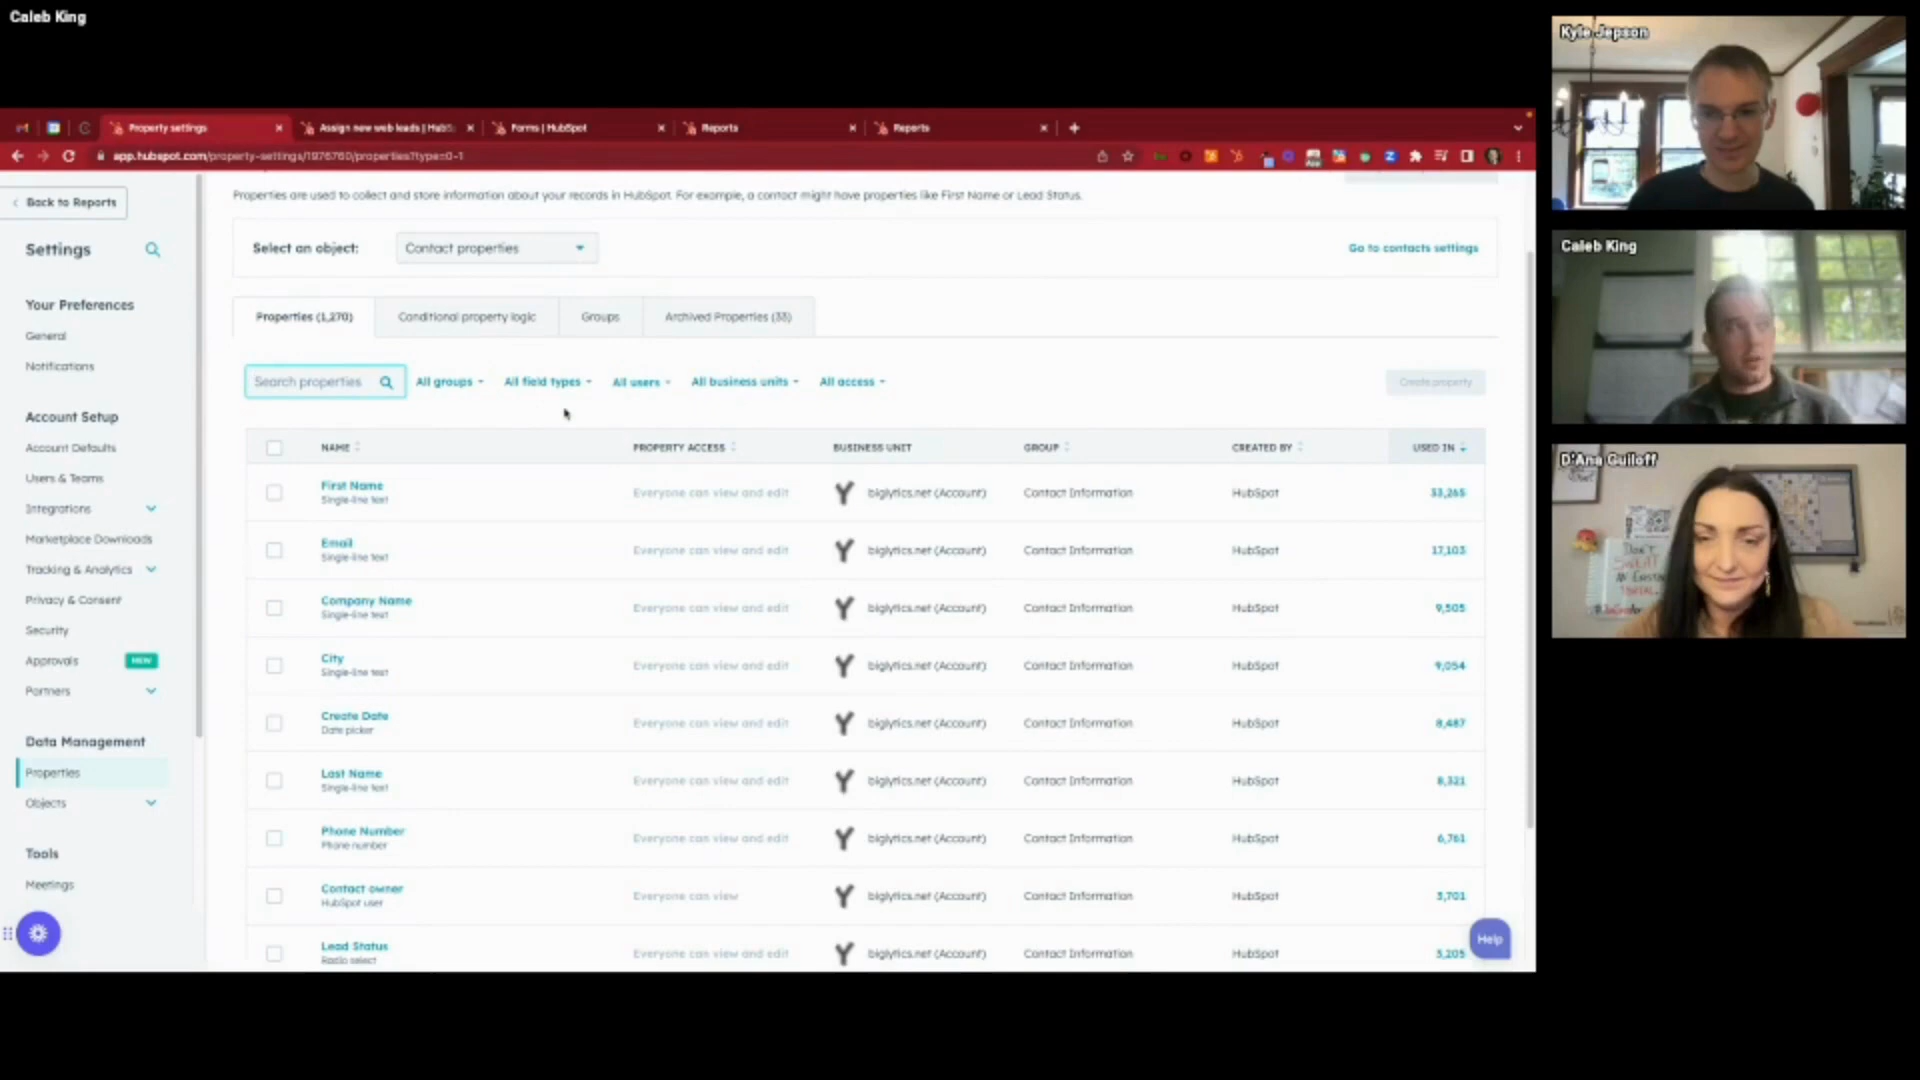 Caleb King
Property settings
Assign new web leads | HubS
Forms | HubSpot
Reports
Reports
app.hubspot.com/property-settings/1976760/properties?type=0-1
Back to Reports
Properties are used to collect and store information about your records in HubSpot. For example, a contact might have properties like First Name or Lead Status.
Settings
Select an object:
Contact properties
Go to contacts settings
Your Preferences
General
Notifications
Properties (1,270)
Conditional property logic
Groups
Archived Properties (33)
Search properties
All groups
All field types
All users
All business units
All access
Create property
Account Setup
Account Defaults
Users & Teams
Integrations
Marketplace Downloads
Tracking & Analytics
Privacy & Consent
Security
Approvals NEW
Partners
Data Management
Properties
Objects
Tools
Meetings
NAME PROPERTY ACCESS BUSINESS UNIT GROUP CREATED BY USED IN
First Name Everyone can view and edit biglytics.net (Account) Contact Information HubSpot 33,265
Single-line text
Email Everyone can view and edit biglytics.net (Account) Contact Information HubSpot 17,103
Single-line text
Company Name Everyone can view and edit biglytics.net (Account) Contact Information HubSpot 9,505
Single-line text
City Everyone can view and edit biglytics.net (Account) Contact Information HubSpot 9,054
Single-line text
Create Date Everyone can view and edit biglytics.net (Account) Contact Information HubSpot 8,487
Date picker
Last Name Everyone can view and edit biglytics.net (Account) Contact Information HubSpot 8,321
Single-line text
Phone Number Everyone can view and edit biglytics.net (Account) Contact Information HubSpot 6,761
Phone number
Contact owner Everyone can view biglytics.net (Account) Contact Information HubSpot 3,701
HubSpot user
Lead Status Everyone can view and edit biglytics.net (Account) Contact Information HubSpot 3,205
Radio select
Help
Kyle Jepson
Caleb King
D'Ana Guiloff
DON'T
SWEAT